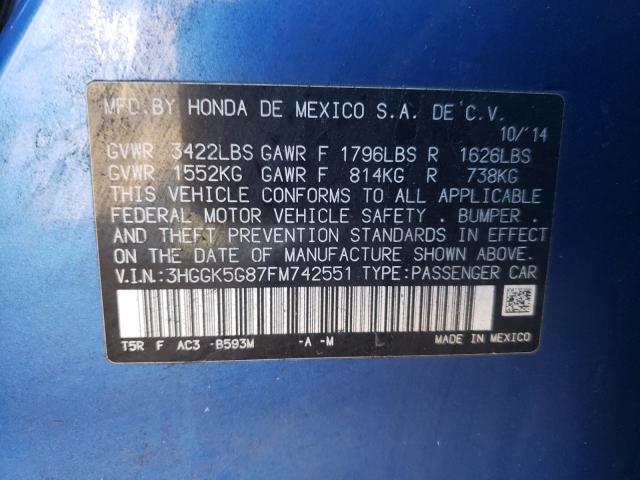 MFD.BY HONDA DE MEXICO S.A. DE C.V.
10/'14
GVWR 3422LBS GAWR F 1796LBS R 1626LBS
GVWR 1552KG GAWR F 814KG R 738KG
THIS VEHICLE CONFORMS TO ALL APPLICABLE
FEDERAL MOTOR VEHICLE SAFETY . BUMPER .
AND THEFT PREVENTION STANDARDS IN EFFECT
ON THE DATE OF MANUFACTURE SHOWN ABOVE.
V.I.N.:3HGGK5G87FM742551 TYPE:PASSENGER CAR
T5R F AC3 -B593M -A -M L MADE IN MEXICO